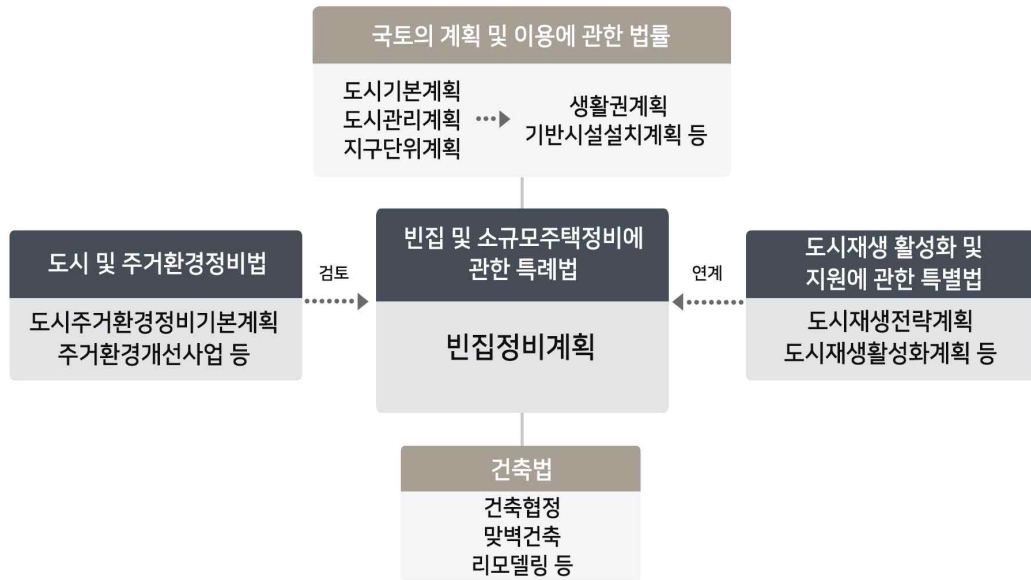 국토의 계획 및 이용에 관한 법률
도시기본계획
도시관리계획
지구단위계획
생활권계획
기반시설설치계획 등
도시 및 주거환경정비법
도시주거환경정비기본계획
주거환경개선사업 등
검토
빈집 및 소규모주택정비에
관한 특례법
빈집정비계획
연계
도시재생 활성화 및
지원에 관한 특별법
도시재생전략계획
도시재생활성화계획 등
건축법
건축협정
맞벽건축
리모델링 등